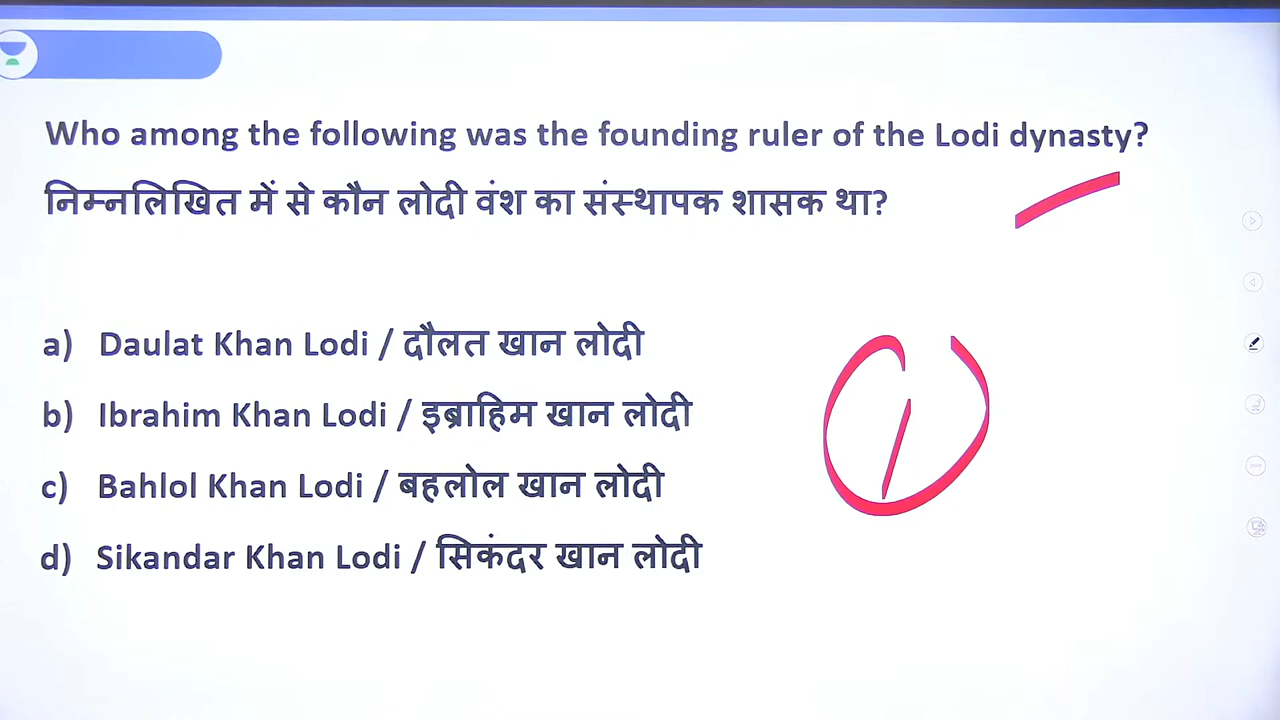 Who among the following was the founding ruler of the Lodi dynasty?
निम्नलिखित में से कौन लोदी वंश का संस्थापक शासक था?
a) Daulat Khan Lodi / दौलत खान लोदी
b) Ibrahim Khan Lodi / इब्राहिम खान लोदी
c) Bahlol Khan Lodi / बहलोल खान लोदी
d) Sikandar Khan Lodi / सिकंदर खान लोदी
1